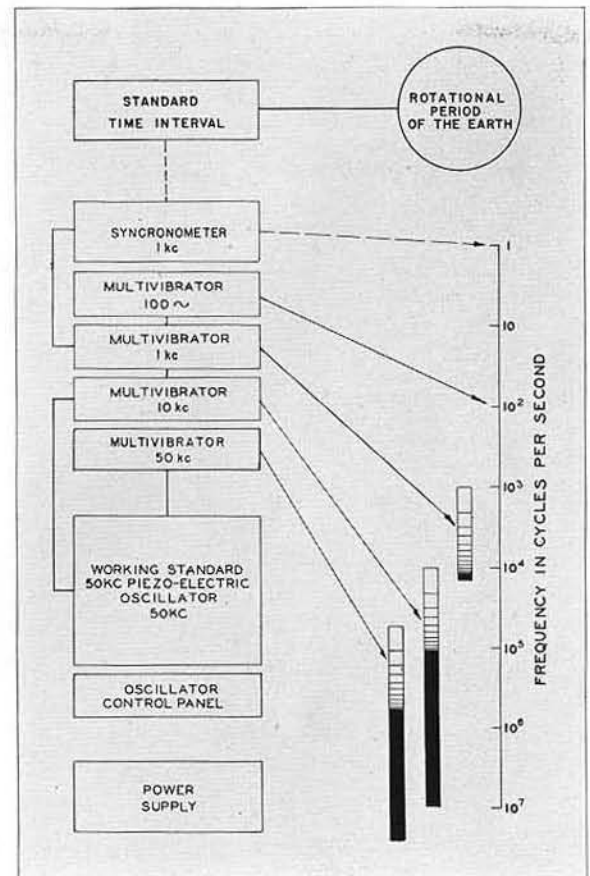 STANDARD
TIME INTERVAL
ROTATIONAL
PERIOD
OF THE EARTH
SYNCRONOMETER
1 kc
MULTIVIBRATOR
100 ~
MULTIVIBRATOR
1 kc
MULTIVIBRATOR
10 kc
MULTIVIBRATOR
50 kc
WORKING STANDARD
50KC PIEZO-ELECTRIC
OSCILLATOR
50KC
OSCILLATOR
CONTROL PANEL
POWER
SUPPLY
1
10
10²
10³
10⁴
10⁵
10⁶
10⁷
FREQUENCY IN CYCLES PER SECOND